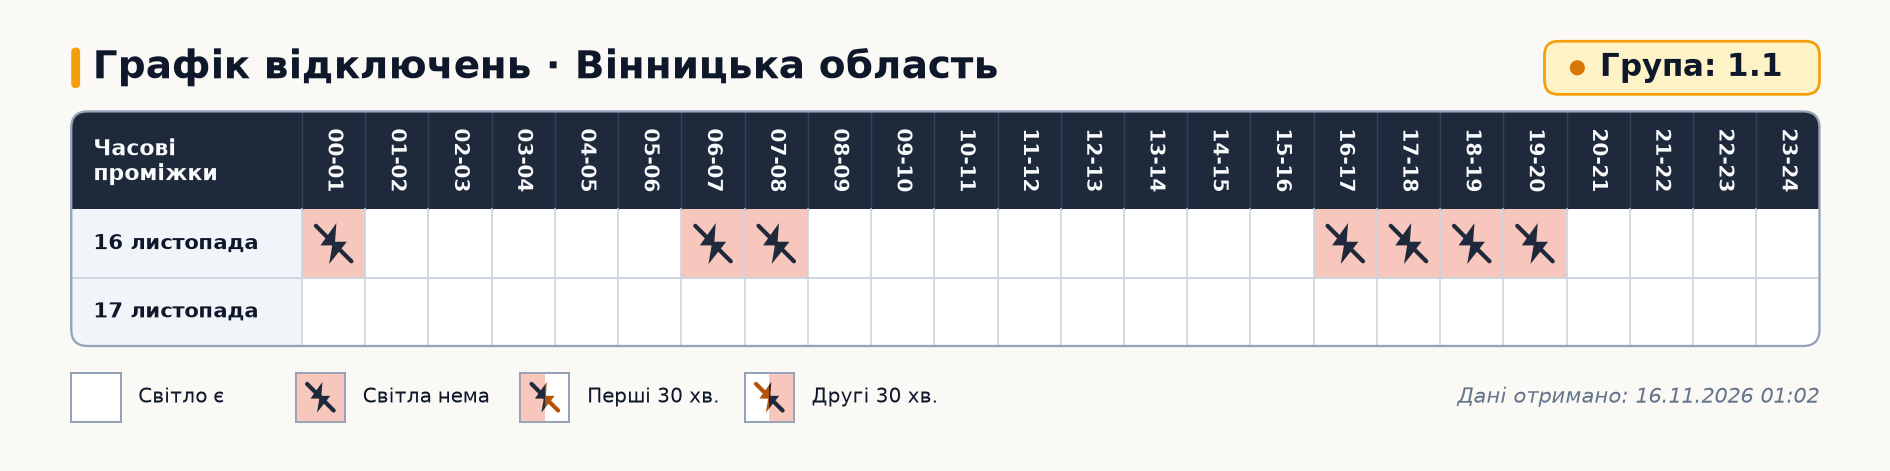 Графік відключень · Вінницька область
Група: 1.1
Часові
проміжки
00-01 01-02 02-03 03-04 04-05 05-06 06-07 07-08 08-09 09-10 10-11 11-12 12-13 13-14 14-15 15-16 16-17 17-18 18-19 19-20 20-21 21-22 22-23 23-24
16 листопада
17 листопада
Світло є
Світла нема
Перші 30 хв.
Другі 30 хв.
Дані отримано: 16.11.2026 01:02